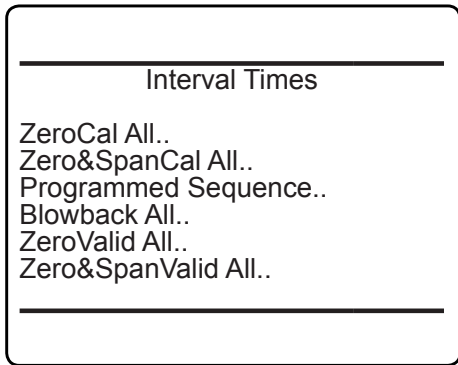 Interval Times
ZeroCal All..
Zero&SpanCal All..
Programmed Sequence..
Blowback All..
ZeroValid All..
Zero&SpanValid All..